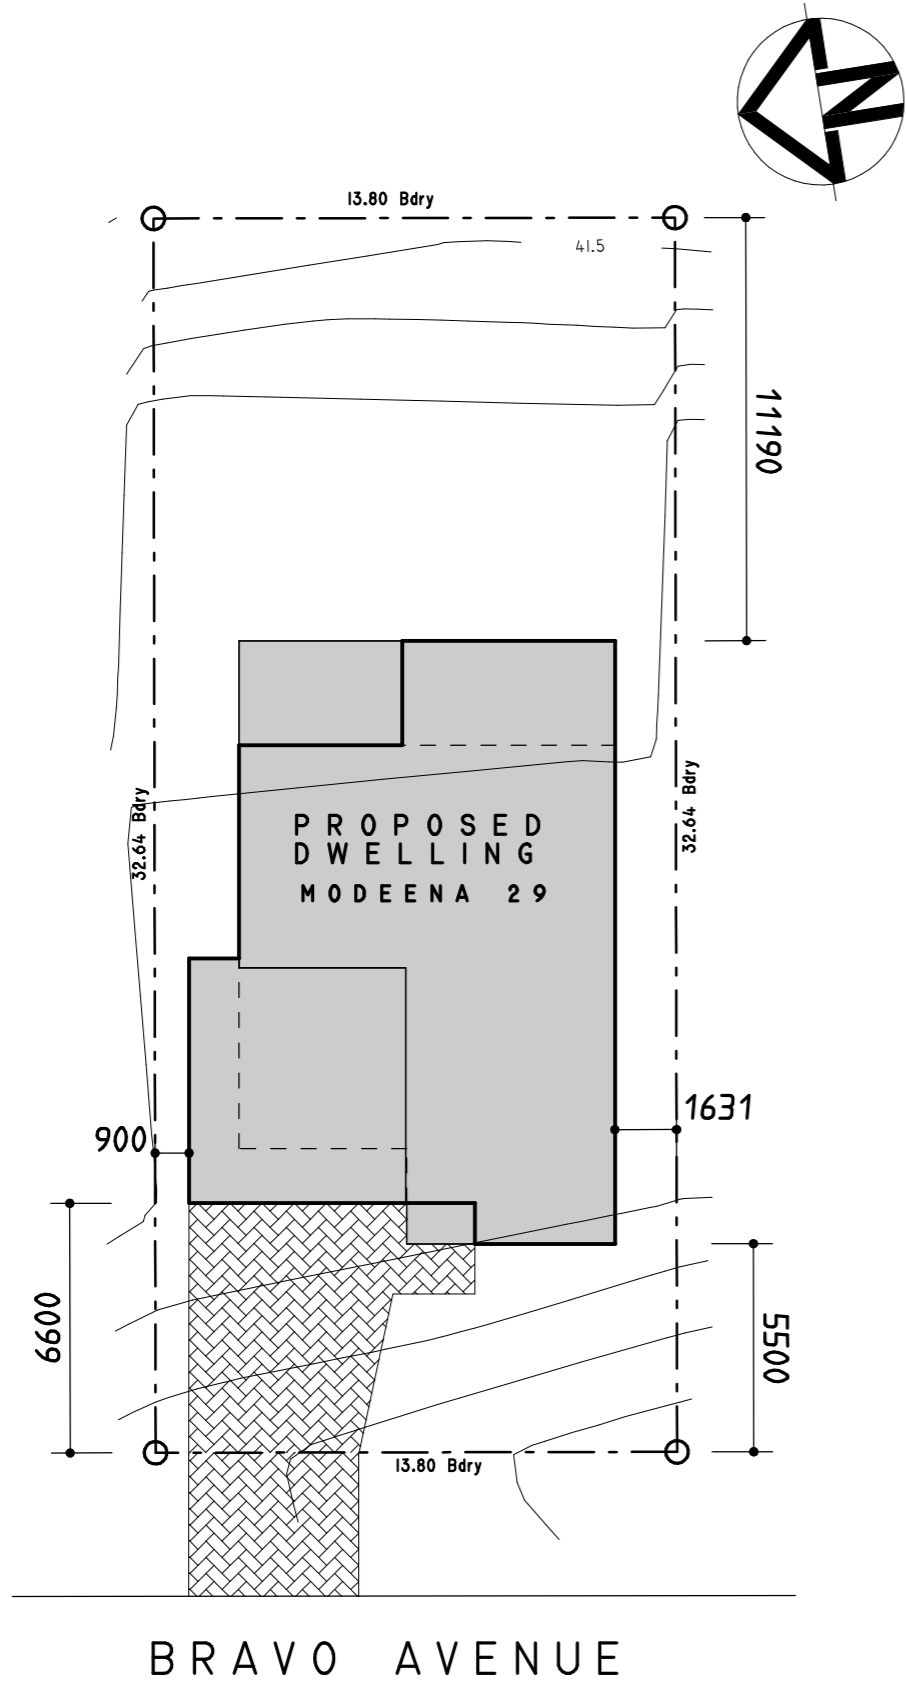 N
13.80 Bdry
41.5
11190
32.64 Bdry
32.64 Bdry
PROPOSED
DWELLING
MODEENA 29
900
1631
6600
5500
13.80 Bdry
BRAVO AVENUE